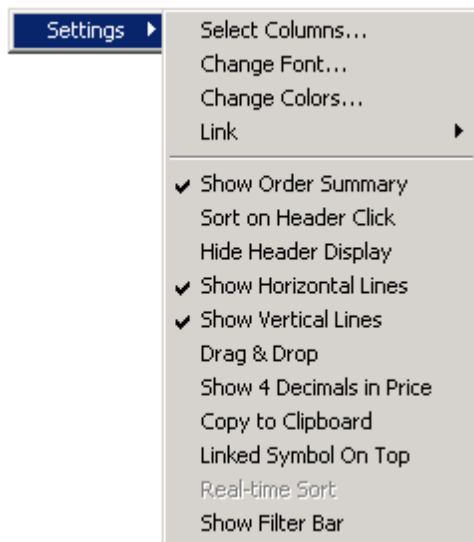 Settings
Select Columns...
Change Font...
Change Colors...
Link
Show Order Summary
Sort on Header Click
Hide Header Display
Show Horizontal Lines
Show Vertical Lines
Drag & Drop
Show 4 Decimals in Price
Copy to Clipboard
Linked Symbol On Top
Real-time Sort
Show Filter Bar